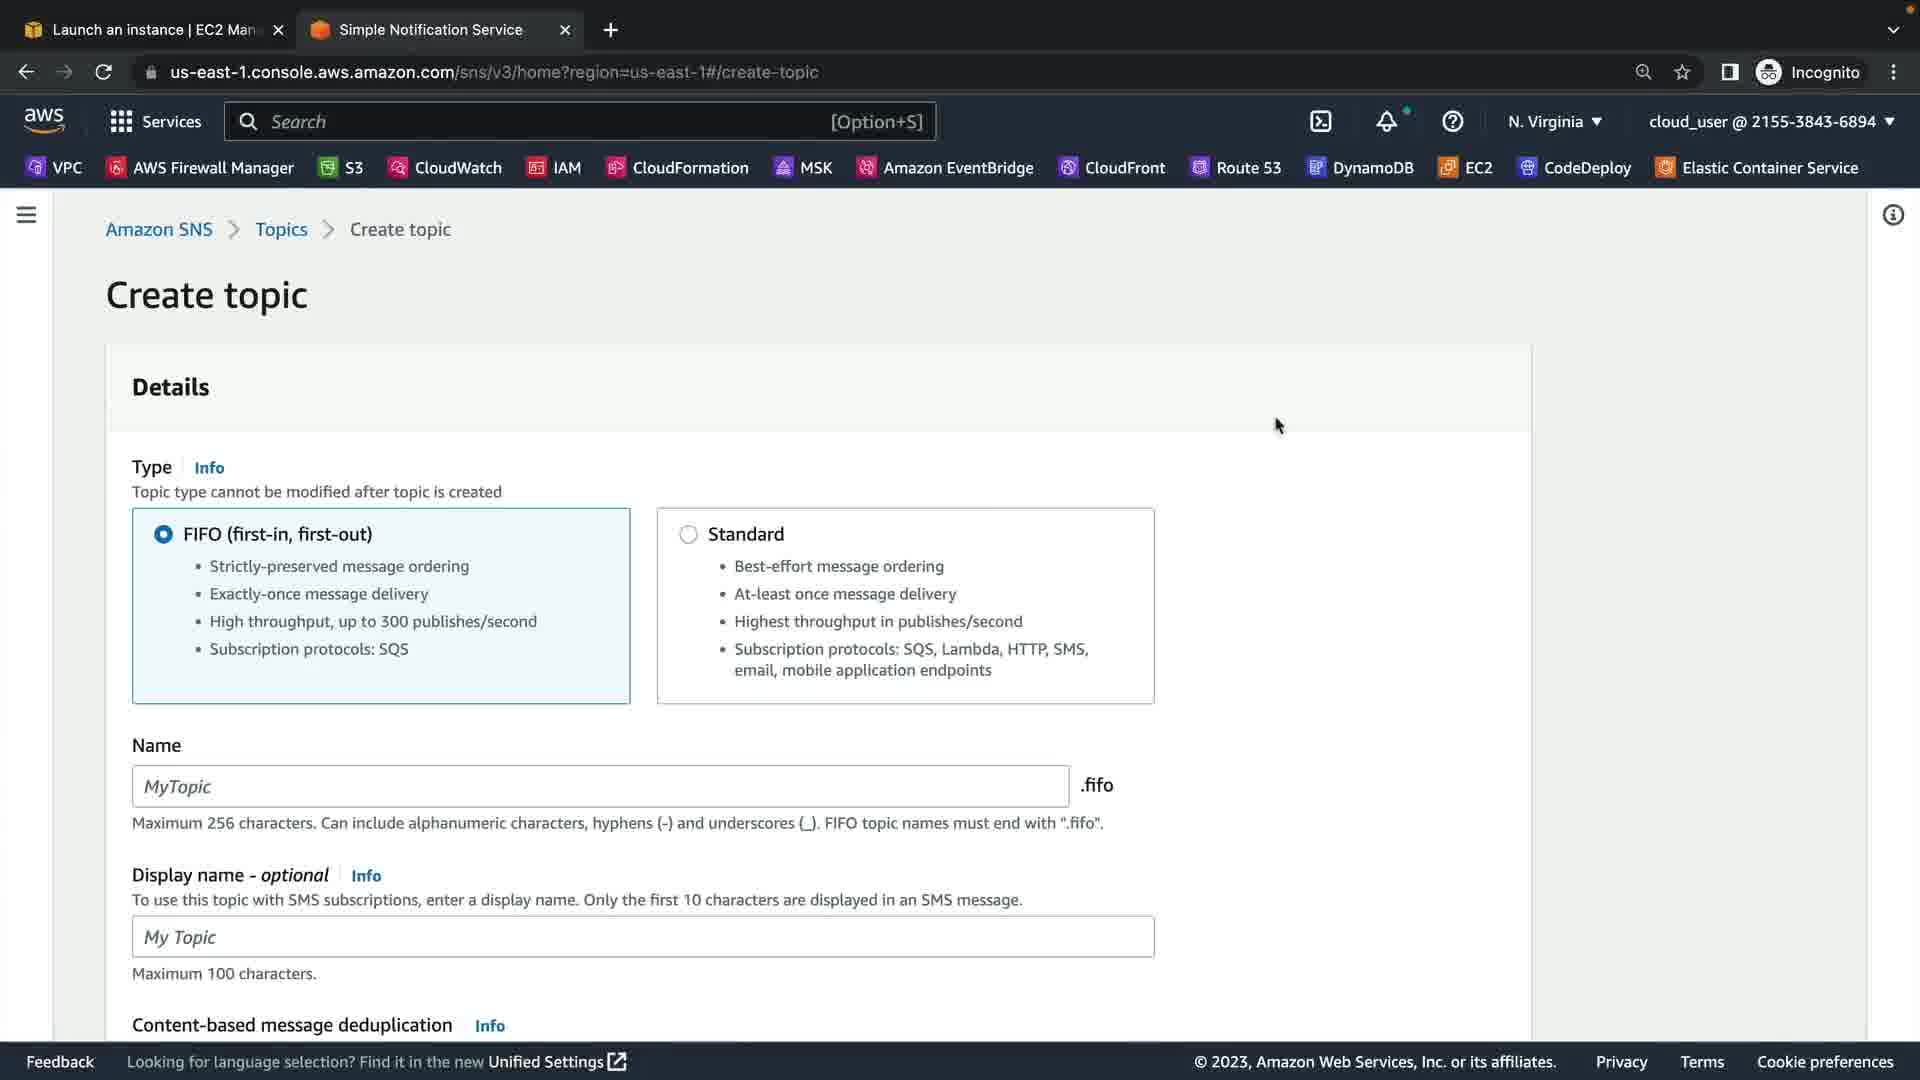 Launch an instance | EC2 Man
Simple Notification Service
us-east-1.console.aws.amazon.com/sns/v3/home?region=us-east-1#/create-topic
Incognito
aws
Services
Search
[Option+S]
N. Virginia
cloud_user @ 2155-3843-6894
VPC
AWS Firewall Manager
S3
CloudWatch
IAM
CloudFormation
MSK
Amazon EventBridge
CloudFront
Route 53
DynamoDB
EC2
CodeDeploy
Elastic Container Service
Amazon SNS
Topics
Create topic
Create topic
Details
Type
Info
Topic type cannot be modified after topic is created
FIFO (first-in, first-out)
• Strictly-preserved message ordering
• Exactly-once message delivery
• High throughput, up to 300 publishes/second
• Subscription protocols: SQS
Standard
• Best-effort message ordering
• At-least once message delivery
• Highest throughput in publishes/second
• Subscription protocols: SQS, Lambda, HTTP, SMS,
email, mobile application endpoints
Name
MyTopic
.fifo
Maximum 256 characters. Can include alphanumeric characters, hyphens (-) and underscores (_). FIFO topic names must end with ".fifo".
Display name - optional
Info
To use this topic with SMS subscriptions, enter a display name. Only the first 10 characters are displayed in an SMS message.
My Topic
Maximum 100 characters.
Content-based message deduplication
Info
Feedback
Looking for language selection? Find it in the new Unified Settings
© 2023, Amazon Web Services, Inc. or its affiliates.
Privacy
Terms
Cookie preferences